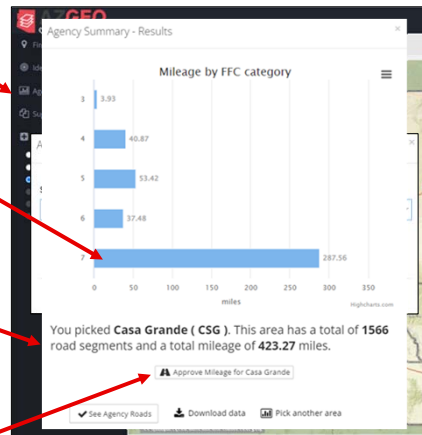 AZGEO
Agency Summary - Results
×
Mileage by FFC category
3 3.93
4 40.87
5 53.42
6 37.48
7 287.56
0 50 100 150 200 250 300 350
miles
Highcharts.com
You picked Casa Grande ( CSG ). This area has a total of 1566
road segments and a total mileage of 423.27 miles.
Approve Mileage for Casa Grande
See Agency Roads Download data Pick another area